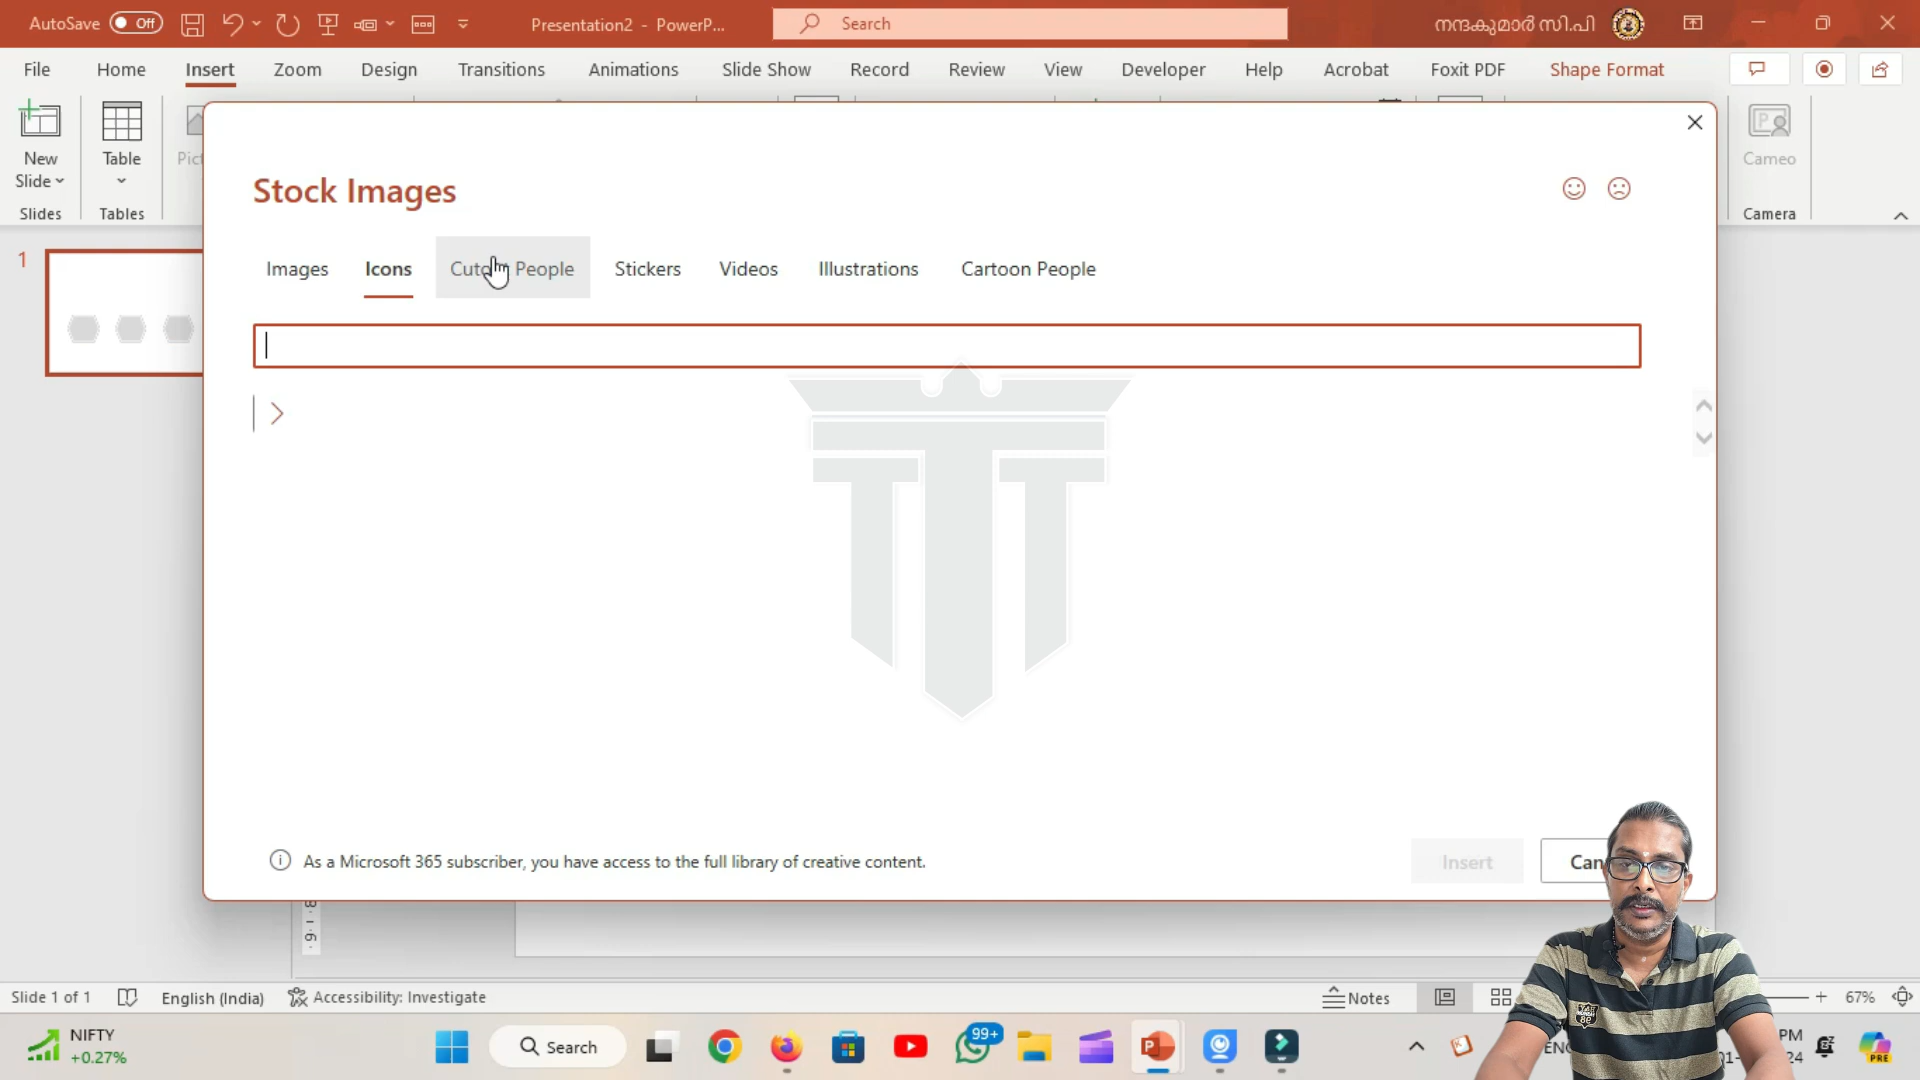 AutoSave Off Presentation2 - PowerP... Search നന്ദകുമാർ സി.പി
File Home Insert Zoom Design Transitions Animations Slide Show Record Review View Developer Help Acrobat Foxit PDF Shape Format
New Slide
Table
Cameo
Slides Tables Camera
Stock Images
Images Icons People Stickers Videos Illustrations Cartoon People
1
As a Microsoft 365 subscriber, you have access to the full library of creative content.
Insert
Slide 1 of 1 English (India) Accessibility: Investigate Notes 67%
NIFTY
+0.27%
Search
99+
PM
PRE